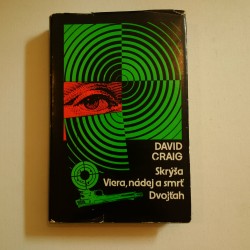 DAVID
CRAIG
Skrýša
Viera, nádej a smrť
Dvojťah